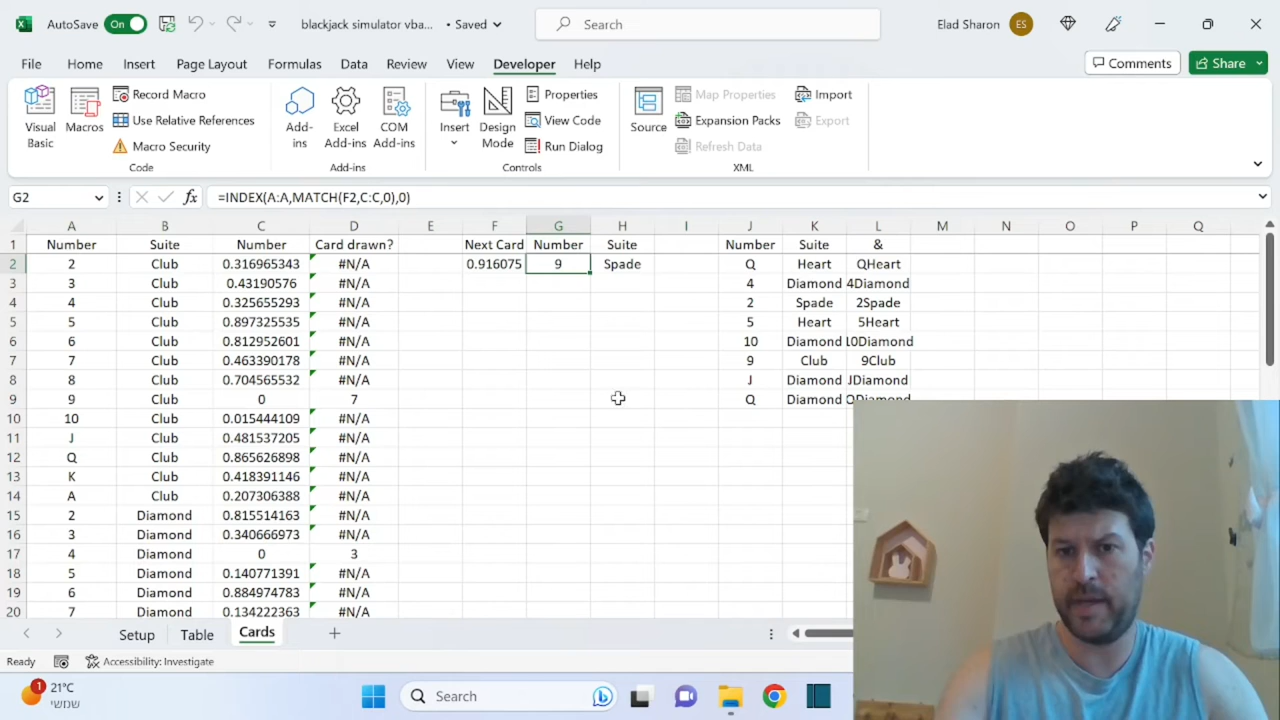 AutoSave On blackjack simulator vba... • Saved Search Elad Sharon ES
File Home Insert Page Layout Formulas Data Review View Developer Help Comments Share
Visual Basic Macros Record Macro Use Relative References Macro Security Code
Add-ins Excel Add-ins COM Add-ins Add-ins
Insert Design Mode Properties View Code Run Dialog Controls
Source Map Properties Expansion Packs Refresh Data Import Export XML
G2 fx =INDEX(A:A,MATCH(F2,C:C,0),0)
A B C D E F G H I J K L M N O P Q R
1 Number Suite Number Card drawn? Next Card Number Suite Number Suite &
2 2 Club 0.316965343 #N/A 0.916075 9 Spade Q Heart QHeart
3 3 Club 0.43190576 #N/A 4 Diamond 4Diamond
4 4 Club 0.325655293 #N/A 2 Spade 2Spade
5 5 Club 0.897325535 #N/A 5 Heart 5Heart
6 6 Club 0.812952601 #N/A 10 Diamond 10Diamond
7 7 Club 0.463390178 #N/A 9 Club 9Club
8 8 Club 0.704565532 #N/A J Diamond JDiamond
9 9 Club 0 7 Q Diamond QDiamond
10 10 Club 0.015444109 #N/A
11 J Club 0.481537205 #N/A
12 Q Club 0.865626898 #N/A
13 K Club 0.418391146 #N/A
14 A Club 0.207306388 #N/A
15 2 Diamond 0.815514163 #N/A
16 3 Diamond 0.340666973 #N/A
17 4 Diamond 0 3
18 5 Diamond 0.140771391 #N/A
19 6 Diamond 0.884974783 #N/A
20 7 Diamond 0.134222363 #N/A
Setup Table Cards
Ready Accessibility: Investigate
1 21°C Search
שמשי